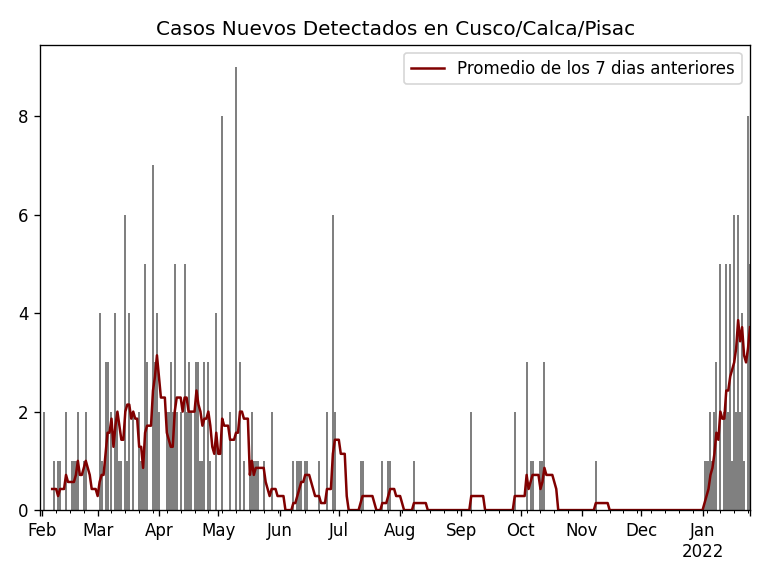 Casos Nuevos Detectados en Cusco/Calca/Pisac
Promedio de los 7 dias anteriores
8
6
4
2
0
Feb Mar Apr May Jun Jul Aug Sep Oct Nov Dec Jan
2022